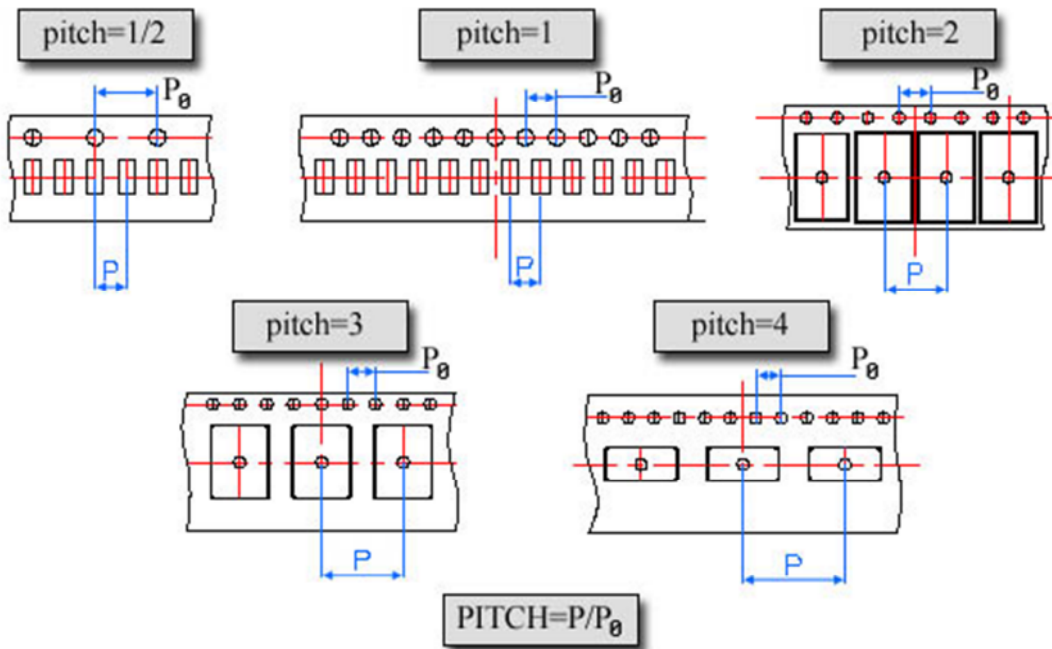 pitch=1/2
pitch=1
pitch=2
P₀
P₀
P₀
P
P
P
pitch=3
pitch=4
P₀
P₀
P
P
PITCH=P/P₀